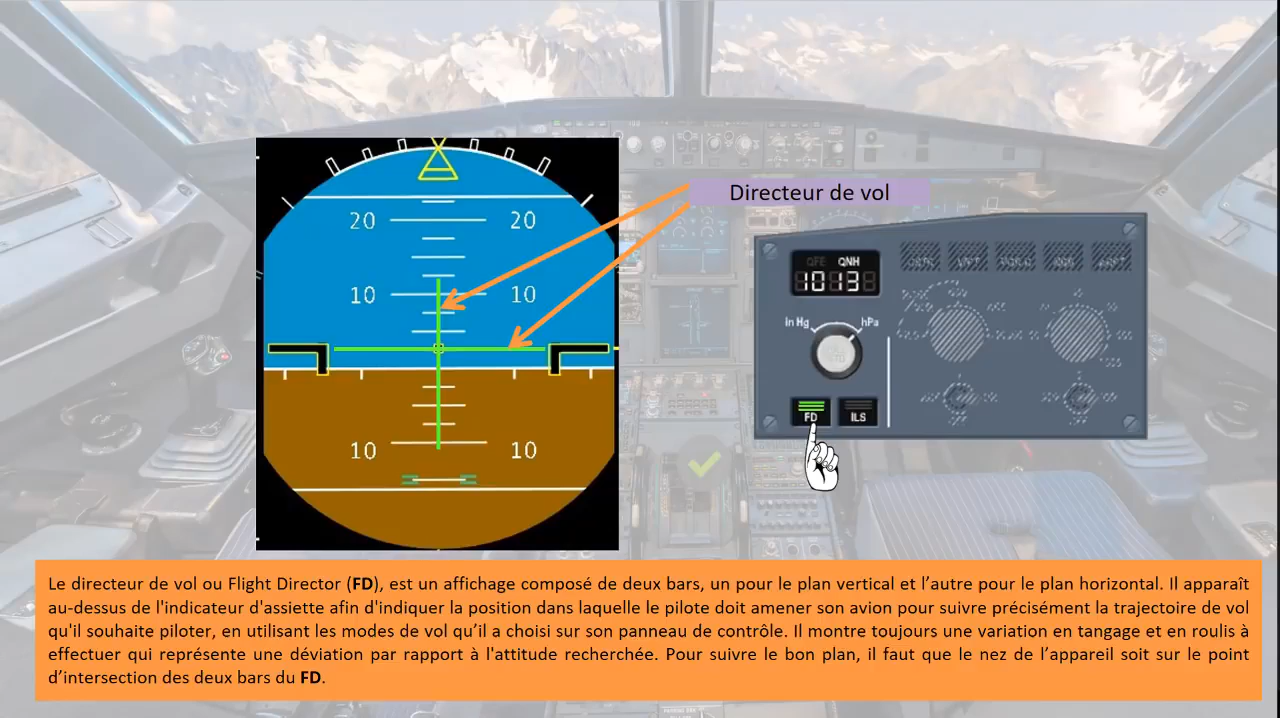 Directeur de vol
20 20
10 10
10 10
QFE QNH
1013
in Hg hPa
FD ILS
Le directeur de vol ou Flight Director (FD), est un affichage composé de deux bars, un pour le plan vertical et l’autre pour le plan horizontal. Il apparaît
au-dessus de l'indicateur d'assiette afin d'indiquer la position dans laquelle le pilote doit amener son avion pour suivre précisément la trajectoire de vol
qu'il souhaite piloter, en utilisant les modes de vol qu’il a choisi sur son panneau de contrôle. Il montre toujours une variation en tangage et en roulis à
effectuer qui représente une déviation par rapport à l'attitude recherchée. Pour suivre le bon plan, il faut que le nez de l’appareil soit sur le point
d’intersection des deux bars du FD.